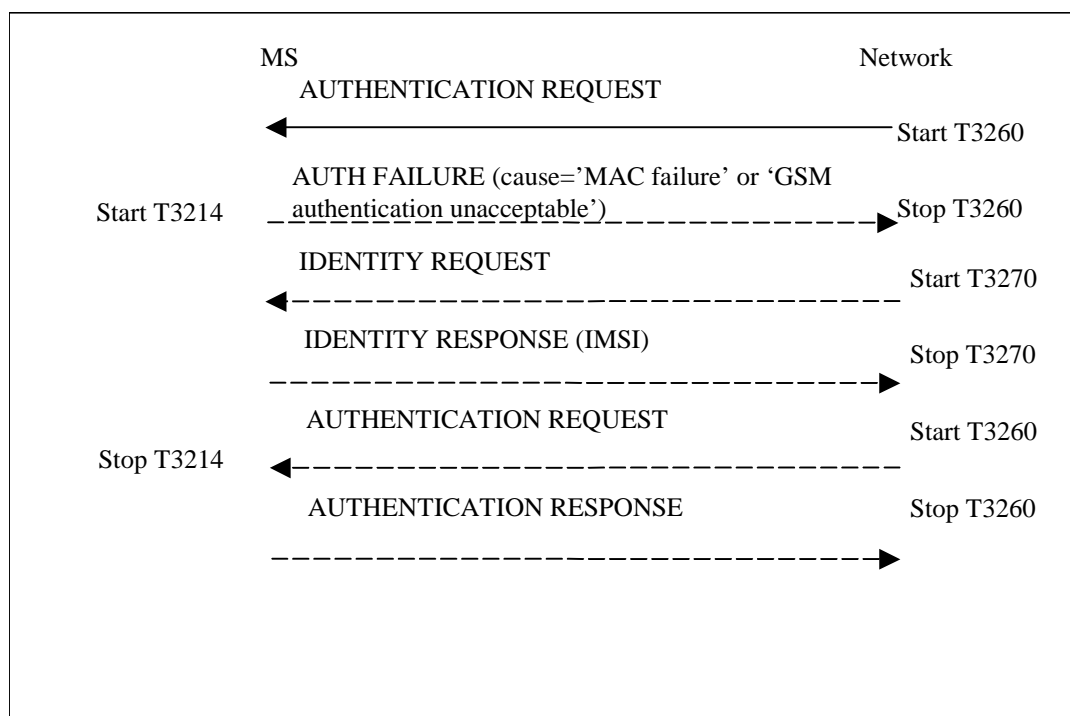 MS Network
AUTHENTICATION REQUEST
Start T3260
AUTH FAILURE (cause=’MAC failure’ or ‘GSM
authentication unacceptable’)
Start T3214
Stop T3260
IDENTITY REQUEST
Start T3270
IDENTITY RESPONSE (IMSI)
Stop T3270
AUTHENTICATION REQUEST
Start T3260
Stop T3214
AUTHENTICATION RESPONSE
Stop T3260